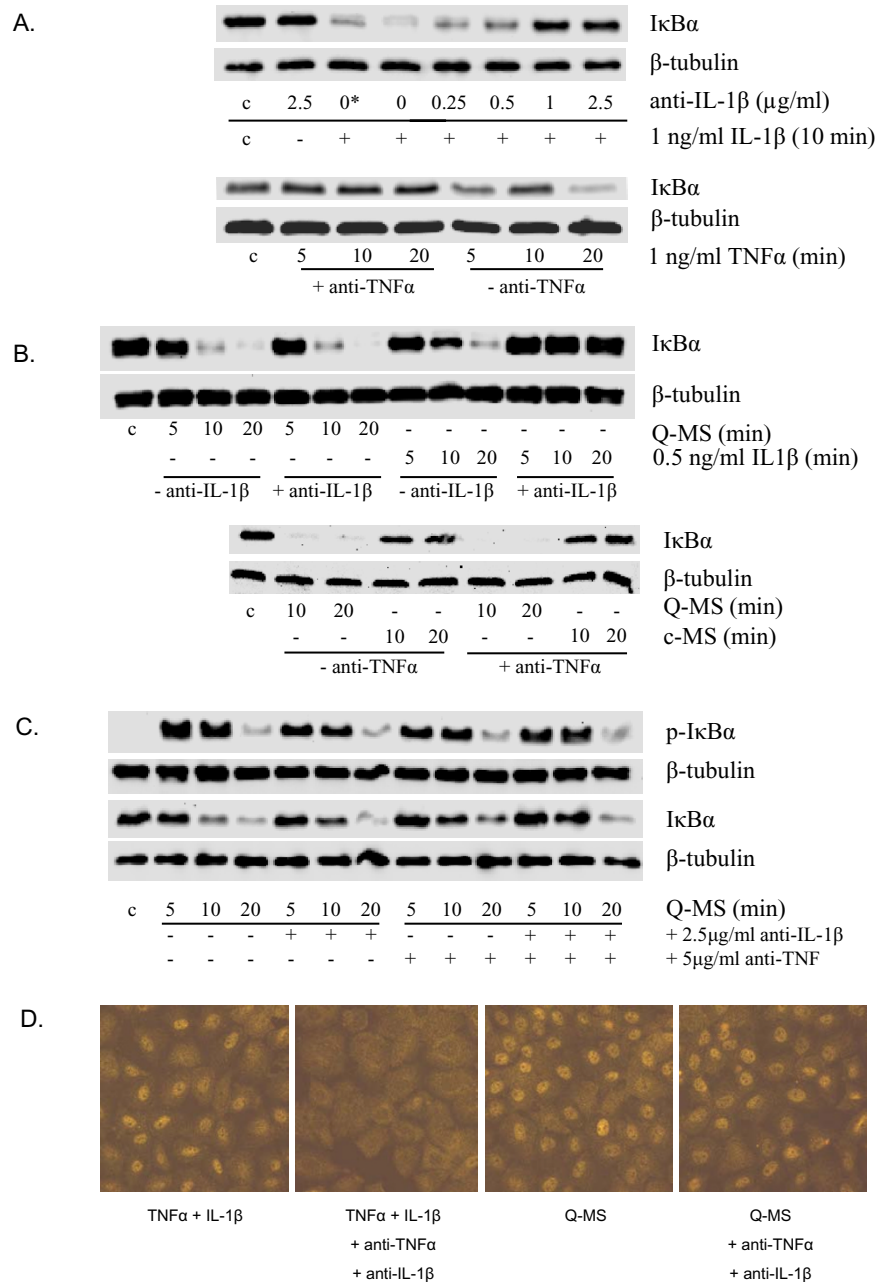 A.
IκBα
β-tubulin
c 2.5 0* 0 0.25 0.5 1 2.5 anti-IL-1β (µg/ml)
c - + + + + + + 1 ng/ml IL-1β (10 min)
IκBα
β-tubulin
c 5 10 20 5 10 20 1 ng/ml TNFα (min)
+ anti-TNFα - anti-TNFα
B.
IκBα
β-tubulin
c 5 10 20 5 10 20 - - - - - - Q-MS (min)
- - - - - - 5 10 20 5 10 20 0.5 ng/ml IL1β (min)
- anti-IL-1β + anti-IL-1β - anti-IL-1β + anti-IL-1β
IκBα
β-tubulin
c 10 20 - - 10 20 - - Q-MS (min)
- - 10 20 - - 10 20 c-MS (min)
- anti-TNFα + anti-TNFα
C.
p-IκBα
β-tubulin
IκBα
β-tubulin
c 5 10 20 5 10 20 5 10 20 5 10 20 Q-MS (min)
- - - + + + - - - + + + + 2.5µg/ml anti-IL-1β
- - - - - - + + + + + + + 5µg/ml anti-TNF
D.
TNFα + IL-1β TNFα + IL-1β Q-MS Q-MS
+ anti-TNFα + anti-TNFα
+ anti-IL-1β + anti-IL-1β